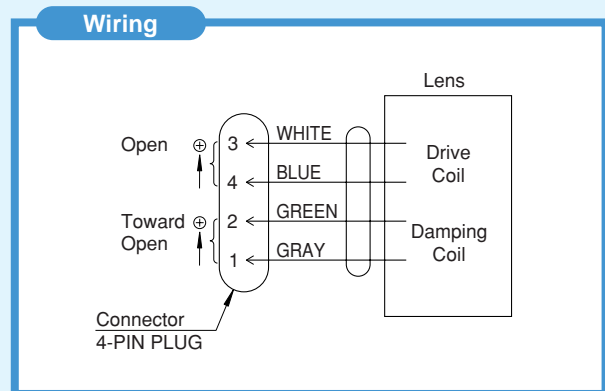 Wiring
Lens
Open ⊕ 3 WHITE
Drive
Coil
4 BLUE
Toward
Open
⊕ 2 GREEN
Damping
Coil
1 GRAY
Connector
4-PIN PLUG